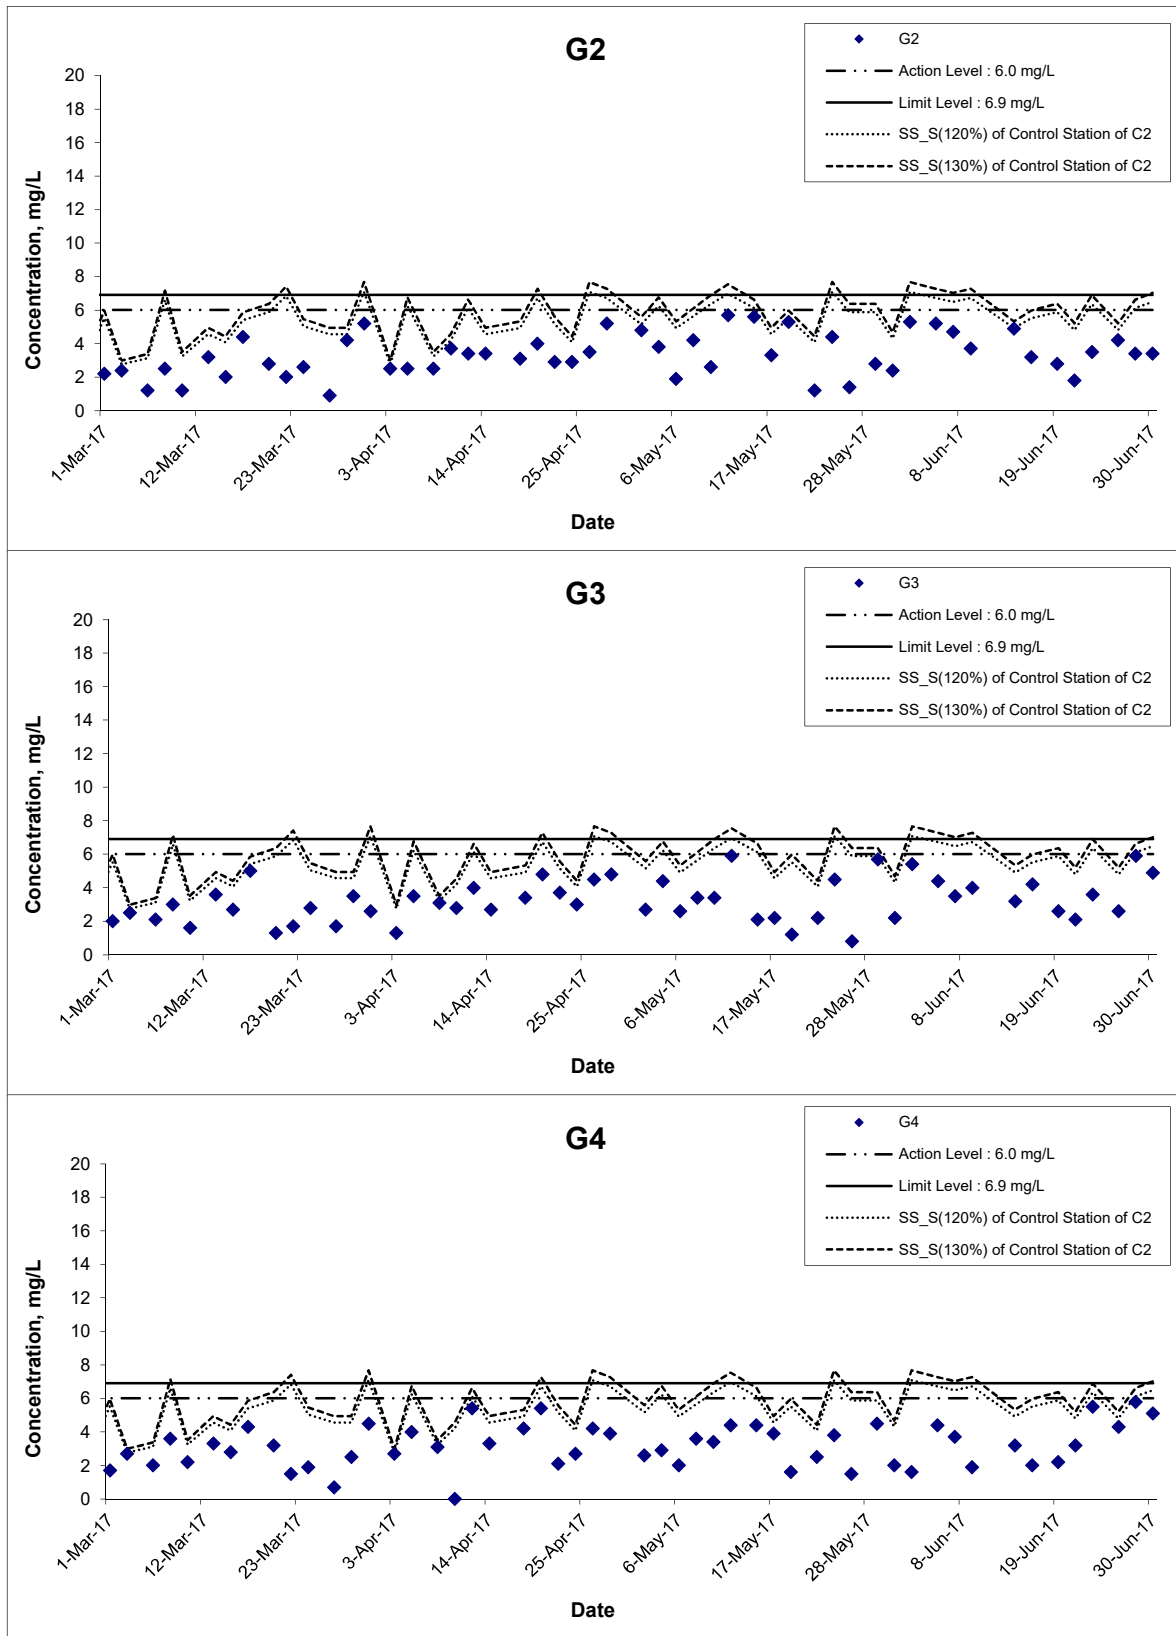 G2
G2
Action Level : 6.0 mg/L
Limit Level : 6.9 mg/L
SS_S(120%) of Control Station of C2
SS_S(130%) of Control Station of C2
Concentration, mg/L
20
18
16
14
12
10
8
6
4
2
0
1-Mar-17
12-Mar-17
23-Mar-17
3-Apr-17
14-Apr-17
25-Apr-17
6-May-17
17-May-17
28-May-17
8-Jun-17
19-Jun-17
30-Jun-17
Date
G3
G3
Action Level : 6.0 mg/L
Limit Level : 6.9 mg/L
SS_S(120%) of Control Station of C2
SS_S(130%) of Control Station of C2
Concentration, mg/L
20
18
16
14
12
10
8
6
4
2
0
1-Mar-17
12-Mar-17
23-Mar-17
3-Apr-17
14-Apr-17
25-Apr-17
6-May-17
17-May-17
28-May-17
8-Jun-17
19-Jun-17
30-Jun-17
Date
G4
G4
Action Level : 6.0 mg/L
Limit Level : 6.9 mg/L
SS_S(120%) of Control Station of C2
SS_S(130%) of Control Station of C2
Concentration, mg/L
20
18
16
14
12
10
8
6
4
2
0
1-Mar-17
12-Mar-17
23-Mar-17
3-Apr-17
14-Apr-17
25-Apr-17
6-May-17
17-May-17
28-May-17
8-Jun-17
19-Jun-17
30-Jun-17
Date